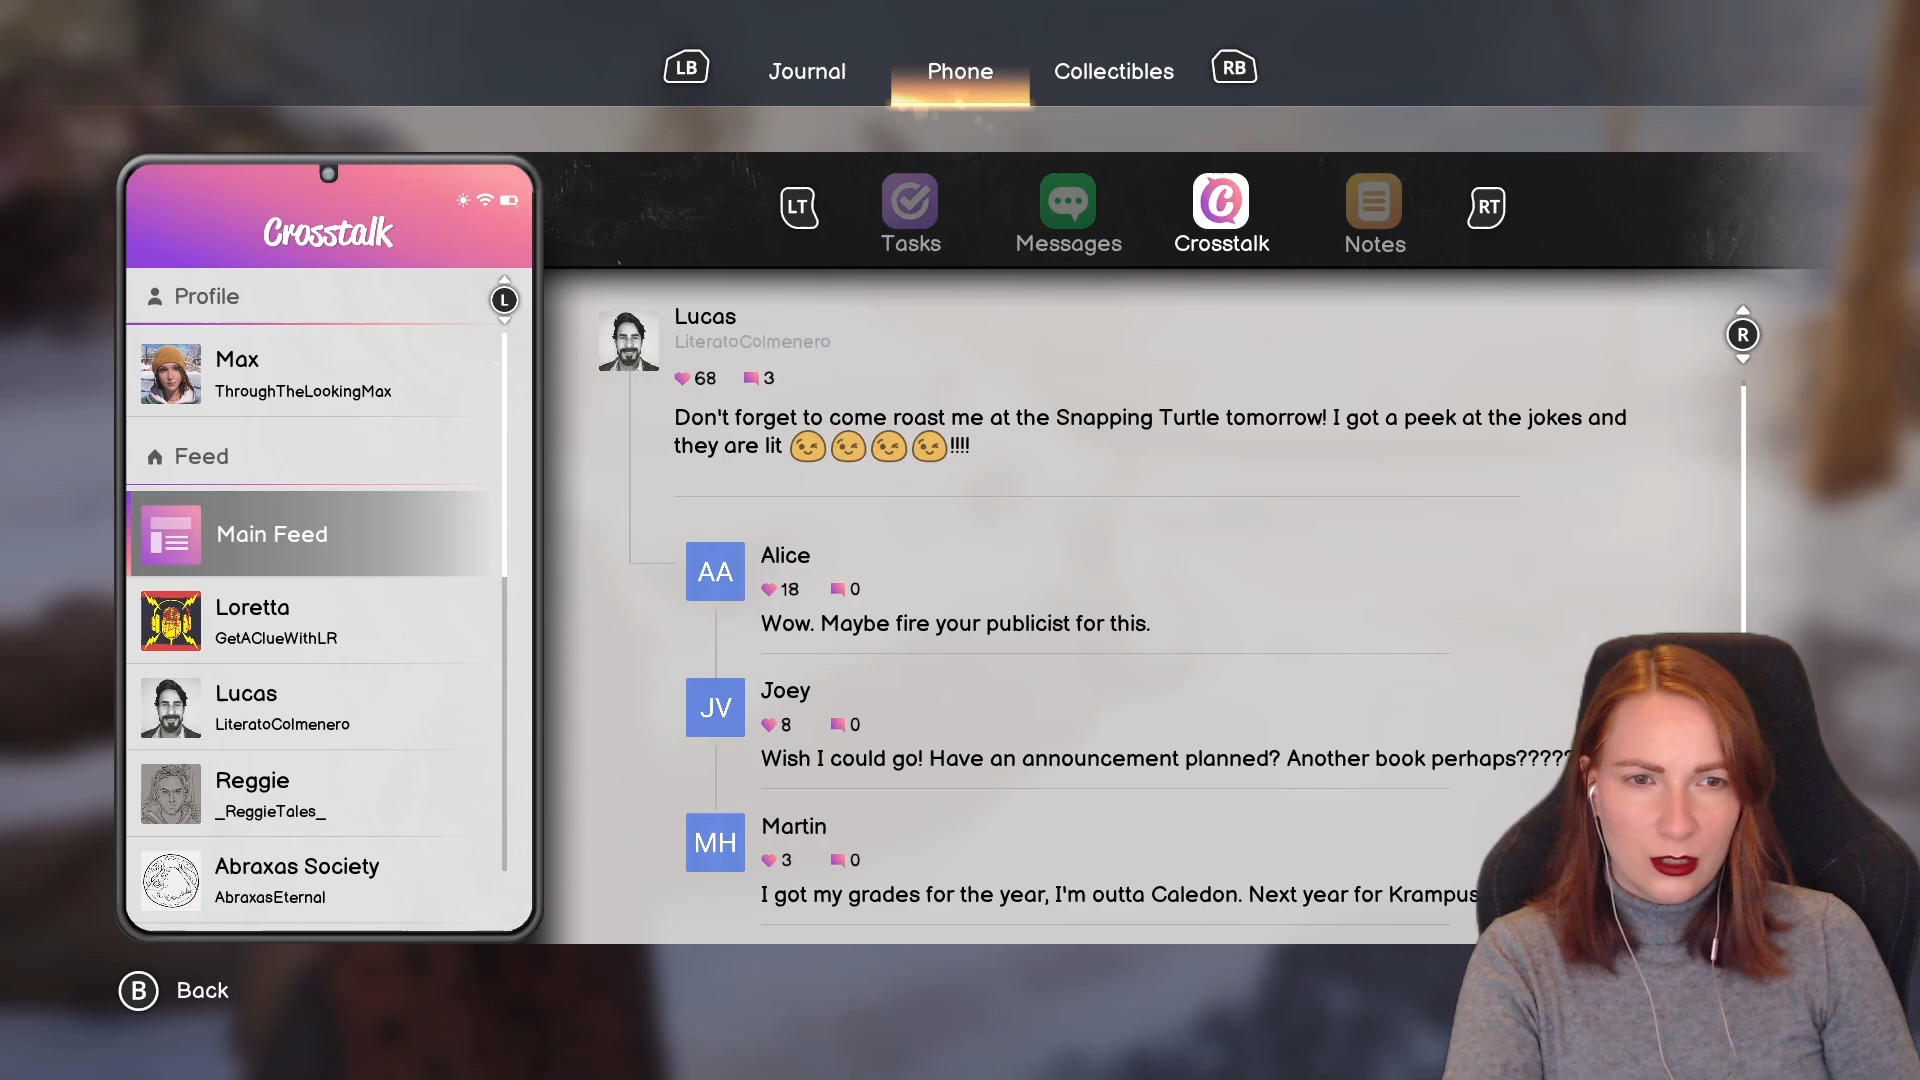 LB
Journal
Phone
Collectibles
RB
Crosstalk
LT
Tasks
Messages
Crosstalk
Notes
RT
Profile
L
Max
ThroughTheLookingMax
Feed
Main Feed
Loretta
GetAClueWithLR
Lucas
LiteratoColmenero
Reggie
_ReggieTales_
Abraxas Society
AbraxasEternal
Lucas
LiteratoColmenero
68
3
Don't forget to come roast me at the Snapping Turtle tomorrow! I got a peek at the jokes and
they are lit 😉😉😉😉!!!!
R
AA
Alice
18
0
Wow. Maybe fire your publicist for this.
JV
Joey
8
0
Wish I could go! Have an announcement planned? Another book perhaps?????
MH
Martin
3
0
I got my grades for the year, I'm outta Caledon. Next year for Krampus
B
Back